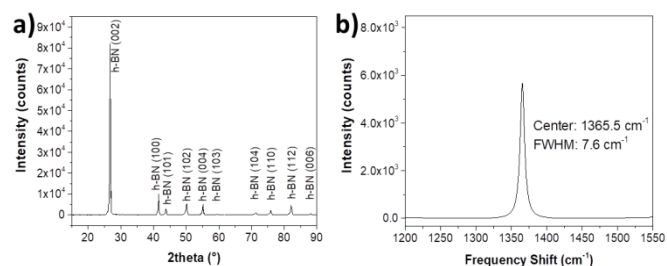 a)
Intensity (counts)
9x10⁴
8x10⁴
7x10⁴
6x10⁴
5x10⁴
4x10⁴
3x10⁴
2x10⁴
1x10⁴
0
h-BN (002)
h-BN (100)
h-BN (101)
h-BN (102)
h-BN (004)
h-BN (103)
h-BN (104)
h-BN (110)
h-BN (112)
h-BN (006)
20 30 40 50 60 70 80 90
2theta (°)
b)
Intensity (counts)
8.0x10³
6.0x10³
4.0x10³
2.0x10³
0.0
Center: 1365.5 cm⁻¹
FWHM: 7.6 cm⁻¹
1200 1250 1300 1350 1400 1450 1500 1550
Frequency Shift (cm⁻¹)